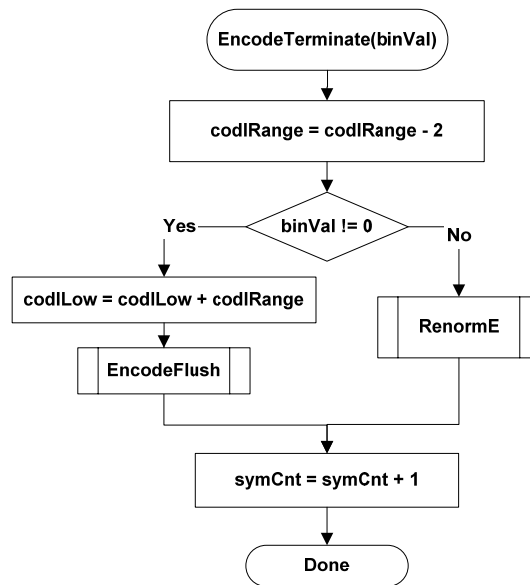 EncodeTerminate(binVal)
codIRange = codIRange - 2
binVal != 0
Yes
No
codILow = codILow + codIRange
RenormE
EncodeFlush
symCnt = symCnt + 1
Done